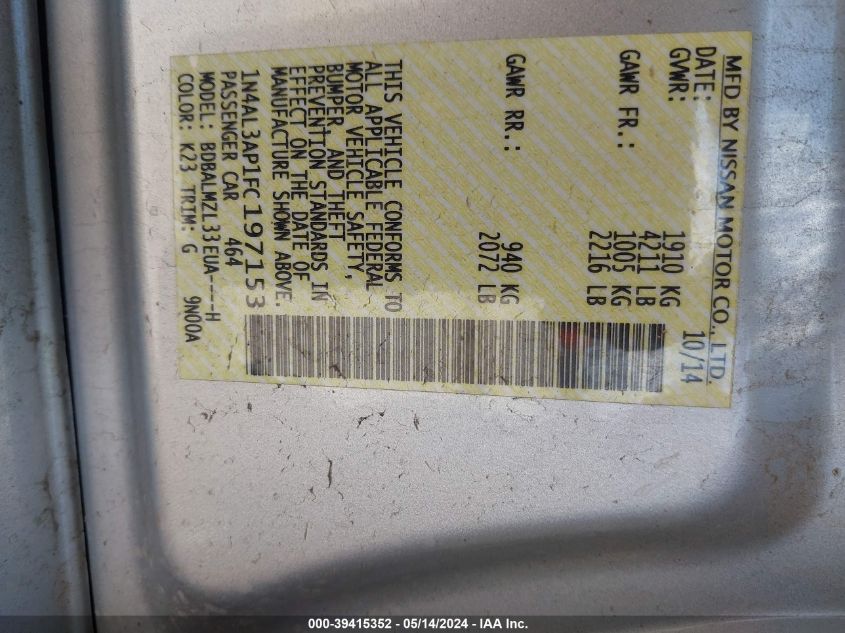 MFD BY NISSAN MOTOR CO., LTD.
DATE: 10/14
GVWR: 1910 KG
4211 LB
GAWR FR.: 1005 KG
2216 LB
GAWR RR.: 940 KG
2072 LB
THIS VEHICLE CONFORMS TO
ALL APPLICABLE FEDERAL
MOTOR VEHICLE SAFETY,
BUMPER, AND THEFT
PREVENTION STANDARDS IN
EFFECT ON THE DATE OF
MANUFACTURE SHOWN ABOVE.
1N4AL3AP1FC197153
PASSENGER CAR 464
MODEL: BDBALMZL33EUA----H
COLOR: K23 TRIM: G 9N00A
000-39415352 - 05/14/2024 - IAA Inc.